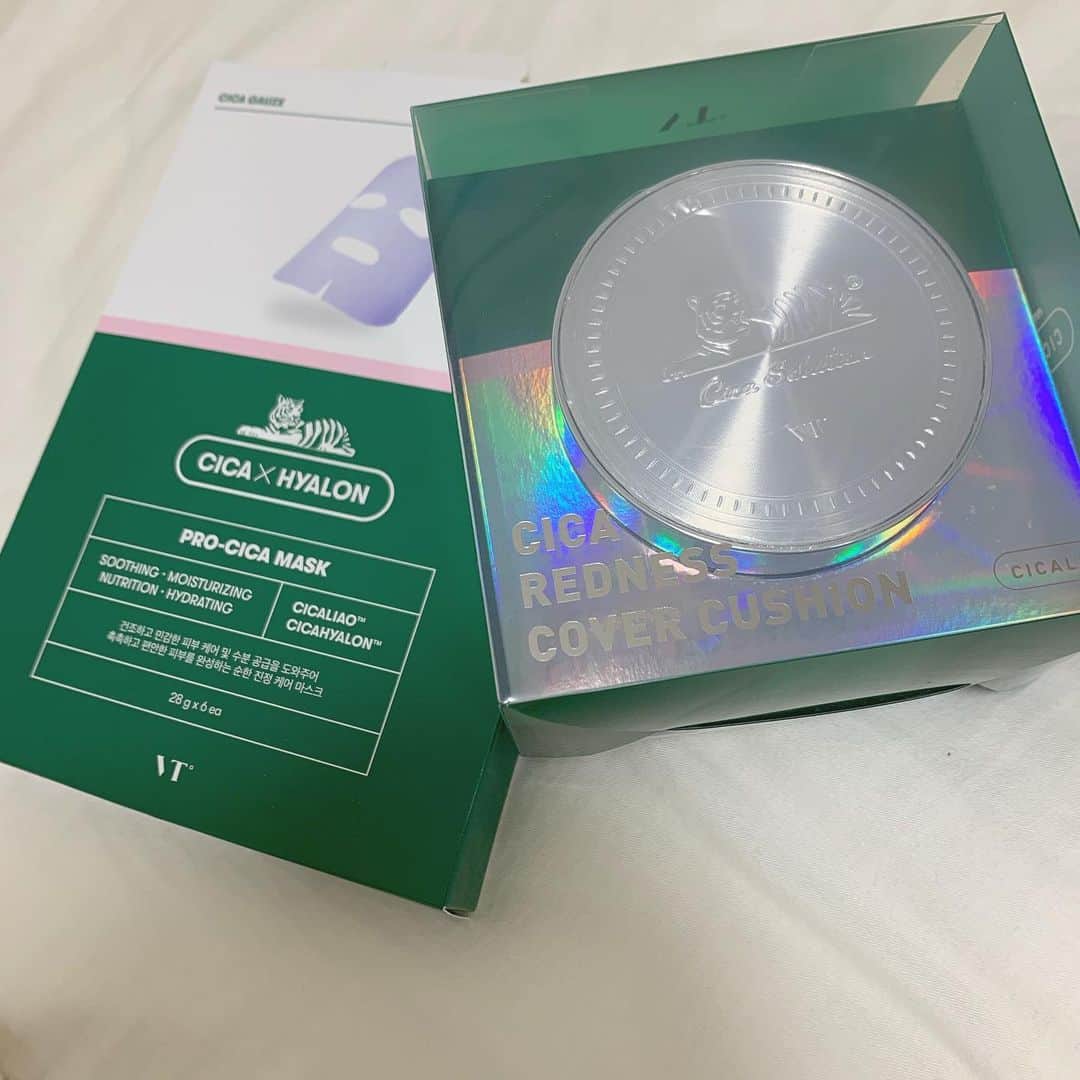 CICA GAUZE
CICA X HYALON
PRO-CICA MASK
SOOTHING · MOISTURIZING
NUTRITION · HYDRATING
CICALIAO™
CICAHYALON™
건조하고 민감한 피부 케어 및 수분 공급을 도와주어
촉촉하고 편안한 피부를 완성하는 순한 진정 케어 마스크
28 g x 6 ea
VT
VT
Cica Solution
VT
CICA
REDNESS
COVER CUSHION
CICAL
CICA